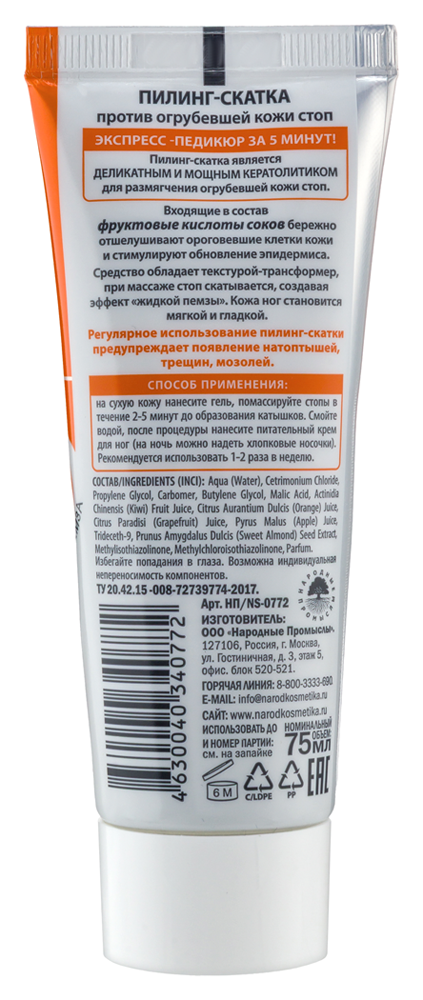 ПИЛИНГ-СКАТКА
против огрубевшей кожи стоп
ЭКСПРЕСС -ПЕДИКЮР ЗА 5 МИНУТ!
Пилинг-скатка является
ДЕЛИКАТНЫМ И МОЩНЫМ КЕРАТОЛИТИКОМ
для размягчения огрубевшей кожи стоп.
Входящие в состав
фруктовые кислоты соков бережно
отшелушивают ороговевшие клетки кожи
и стимулируют обновление эпидермиса.
Средство обладает текстурой-трансформер,
при массаже стоп скатывается, создавая
эффект «жидкой пемзы». Кожа ног становится
мягкой и гладкой.
Регулярное использование пилинг-скатки
предупреждает появление натоптышей,
трещин, мозолей.
СПОСОБ ПРИМЕНЕНИЯ:
на сухую кожу нанесите гель, помассируйте стопы в
течение 2-5 минут до образования катышков. Смойте
водой, после процедуры нанесите питательный крем
для ног (на ночь можно надеть хлопковые носочки).
Рекомендуется использовать 1-2 раза в неделю.
СОСТАВ/INGREDIENTS (INCI): Aqua (Water), Cetrimonium Chloride,
Propylene Glycol, Carbomer, Butylene Glycol, Malic Acid, Actinidia
Chinensis (Kiwi) Fruit Juice, Citrus Aurantium Dulcis (Orange) Juice,
Citrus Paradisi (Grapefruit) Juice, Pyrus Malus (Apple) Juice,
Trideceth-9, Prunus Amygdalus Dulcis (Sweet Almond) Seed Extract,
Methylisothiazolinone, Methylchloroisothiazolinone, Parfum.
Избегайте попадания в глаза. Возможна индивидуальная
непереносимость компонентов.
ТУ 20.42.15 -008-72739774-2017.
Арт. НП/NS-0772
ИЗГОТОВИТЕЛЬ:
ООО «Народные Промыслы»
127106, Россия, г. Москва,
ул. Гостиничная, д. 3, этаж 5,
офис. блок 520-521.
ГОРЯЧАЯ ЛИНИЯ: 8-800-3333-690
E-MAIL: info@narodkosmetika.ru
САЙТ: www.narodkosmetika.ru
ИСПОЛЬЗОВАТЬ ДО
И НОМЕР ПАРТИИ:
см. на запайке
НОМИНАЛЬНЫЙ
ОБЪЕМ:
75мл
4630040340772
6 М
C/LDPE
PP
EAC